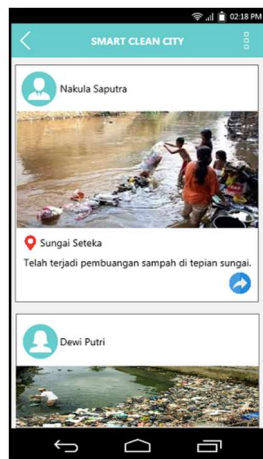 02:18 PM
SMART CLEAN CITY
Nakula Saputra
Sungai Seteka
Telah terjadi pembuangan sampah di tepian sungai.
Dewi Putri